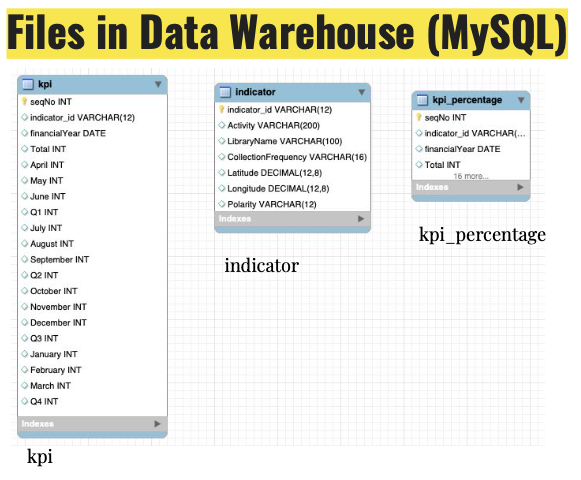 Files in Data Warehouse (MySQL)
kpi
seqNo INT
indicator_id VARCHAR(12)
financialYear DATE
Total INT
April INT
May INT
June INT
Q1 INT
July INT
August INT
September INT
Q2 INT
October INT
November INT
December INT
Q3 INT
January INT
February INT
March INT
Q4 INT
Indexes
kpi
indicator
indicator_id VARCHAR(12)
Activity VARCHAR(200)
LibraryName VARCHAR(100)
CollectionFrequency VARCHAR(16)
Latitude DECIMAL(12,8)
Longitude DECIMAL(12,8)
Polarity VARCHAR(12)
Indexes
indicator
kpi_percentage
seqNo INT
indicator_id VARCHAR(...
financialYear DATE
Total INT
16 more...
Indexes
kpi_percentage